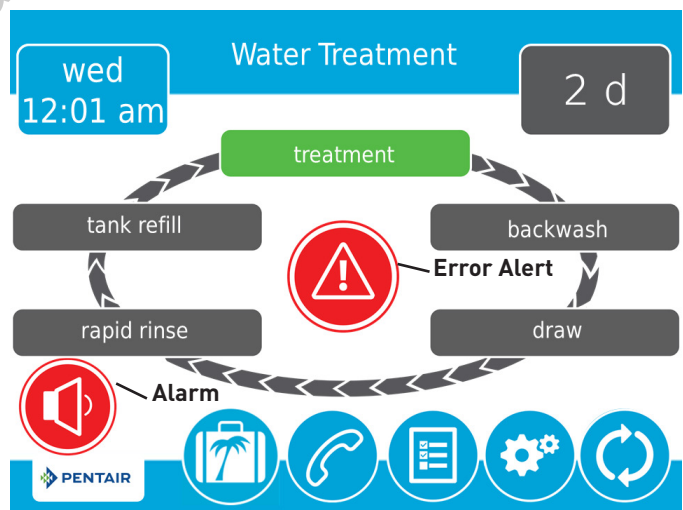 Water Treatment
wed
12:01 am
2 d
treatment
tank refill
backwash
Error Alert
rapid rinse
draw
Alarm
PENTAIR